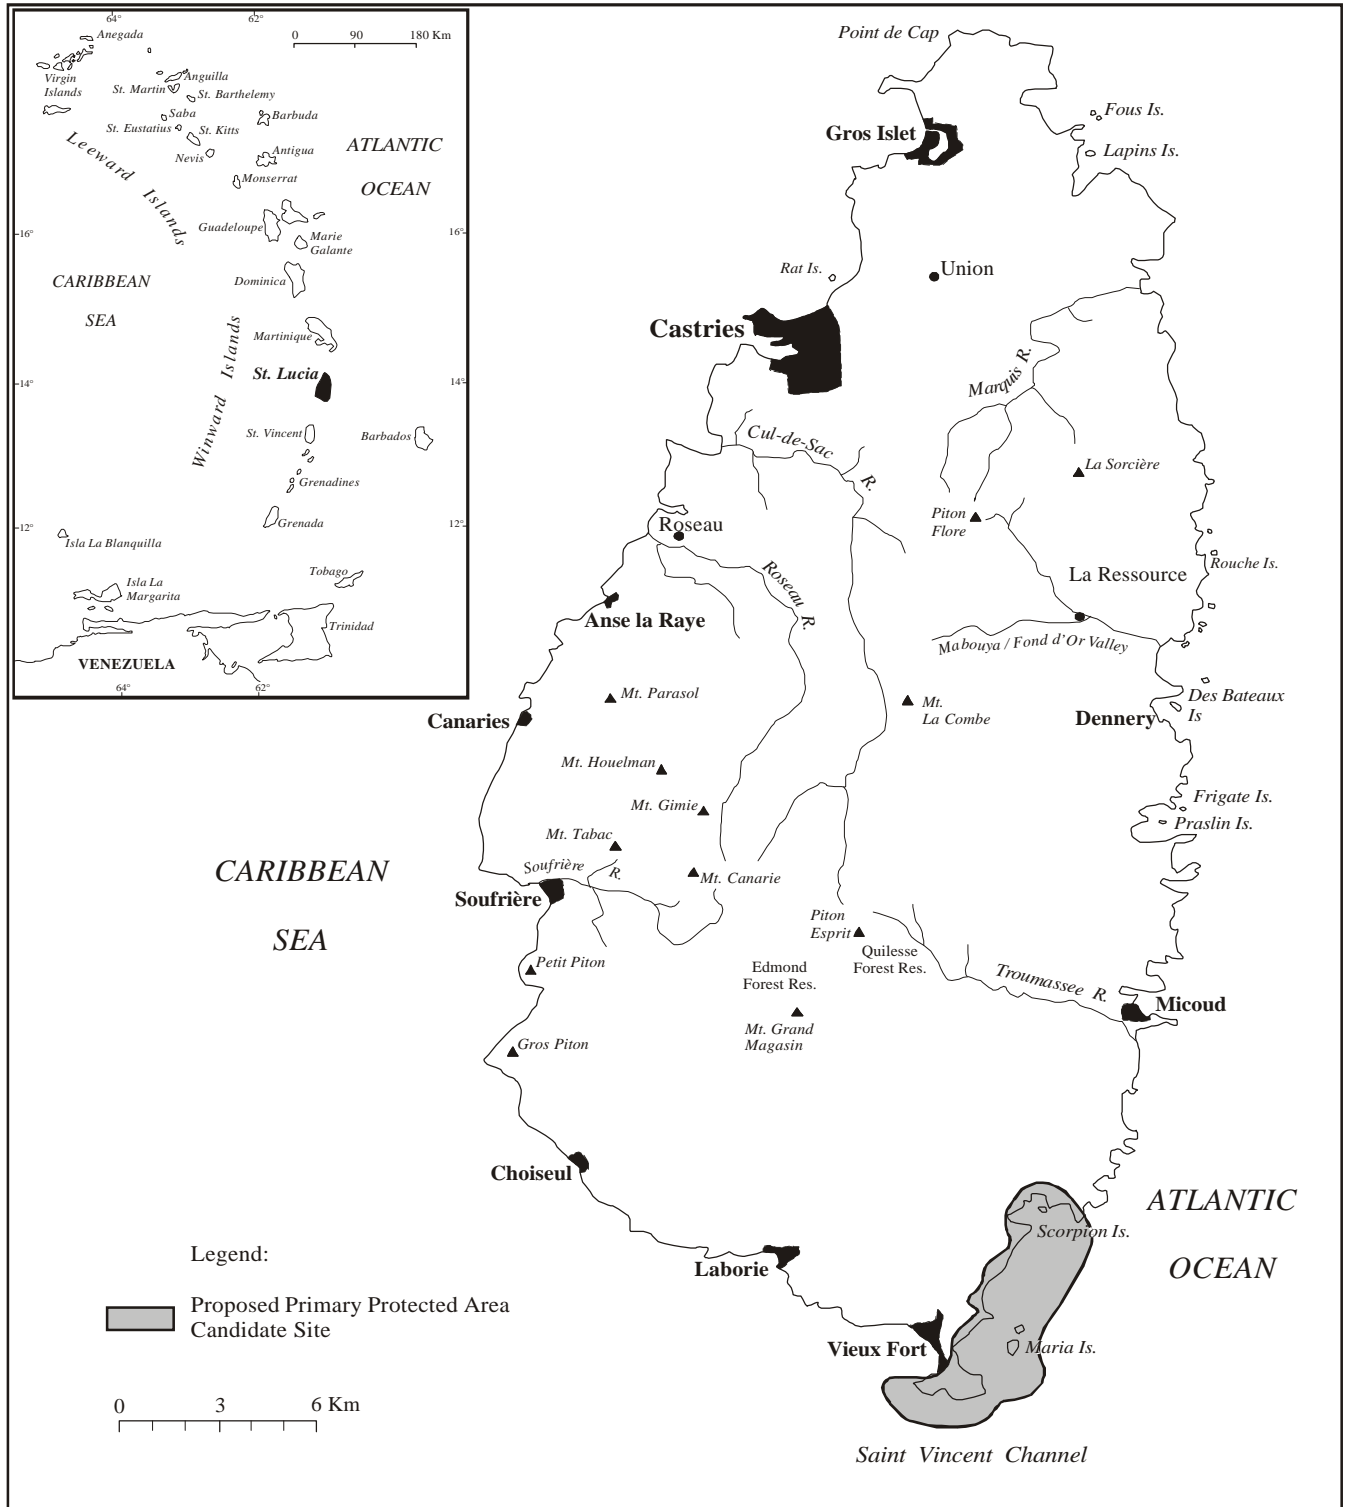 64°
62°
Anegada
0 90 180 Km
Virgin
Islands
Anguilla
St. Martin
St. Barthelemy
Saba
Barbuda
St. Eustatius
St. Kitts
ATLANTIC
OCEAN
Nevis
Antigua
Monserrat
Leeward Islands
Guadeloupe
Marie
Galante
16°
16°
CARIBBEAN
SEA
Dominica
Martinique
Winward Islands
St. Lucia
14°
14°
St. Vincent
Barbados
Grenadines
Grenada
12°
12°
Isla La Blanquilla
Isla La
Margarita
Tobago
Trinidad
VENEZUELA
64°
62°
Point de Cap
Fous Is.
Gros Islet
Lapins Is.
Rat Is.
Union
Castries
Marquis R.
Cul-de-Sac R.
La Sorcière
Piton
Flore
Roseau
Roseau R.
Rouche Is.
La Ressource
Anse la Raye
Mabouya / Fond d'Or Valley
Mt. Parasol
Mt.
La Combe
Des Bateaux
Is
Canaries
Dennery
Mt. Houelman
Mt. Gimie
Frigate Is.
Praslin Is.
Mt. Tabac
Soufrière R.
Mt. Canarie
CARIBBEAN
SEA
Soufrière
Piton
Esprit
Quilesse
Forest Res.
Edmond
Forest Res.
Petit Piton
Troumassee R.
Micoud
Mt. Grand
Magasin
Gros Piton
Choiseul
ATLANTIC
OCEAN
Scorpion Is.
Laborie
Vieux Fort
Maria Is.
Saint Vincent Channel
Legend:
Proposed Primary Protected Area
Candidate Site
0 3 6 Km